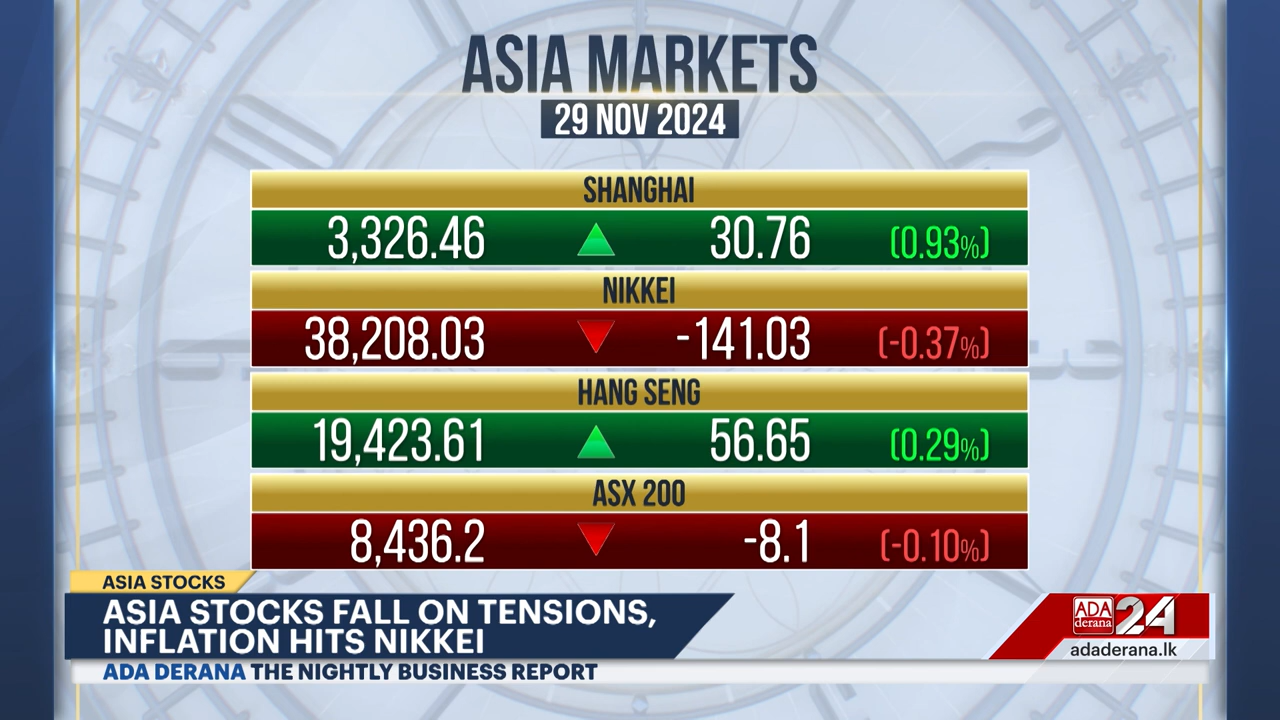 ASIA MARKETS
29 NOV 2024
SHANGHAI
3,326.46 30.76 (0.93%)
NIKKEI
38,208.03 -141.03 (-0.37%)
HANG SENG
19,423.61 56.65 (0.29%)
ASX 200
8,436.2 -8.1 (-0.10%)
ASIA STOCKS
ASIA STOCKS FALL ON TENSIONS,
INFLATION HITS NIKKEI
ADA DERANA THE NIGHTLY BUSINESS REPORT
ADA
derana 24
adaderana.lk